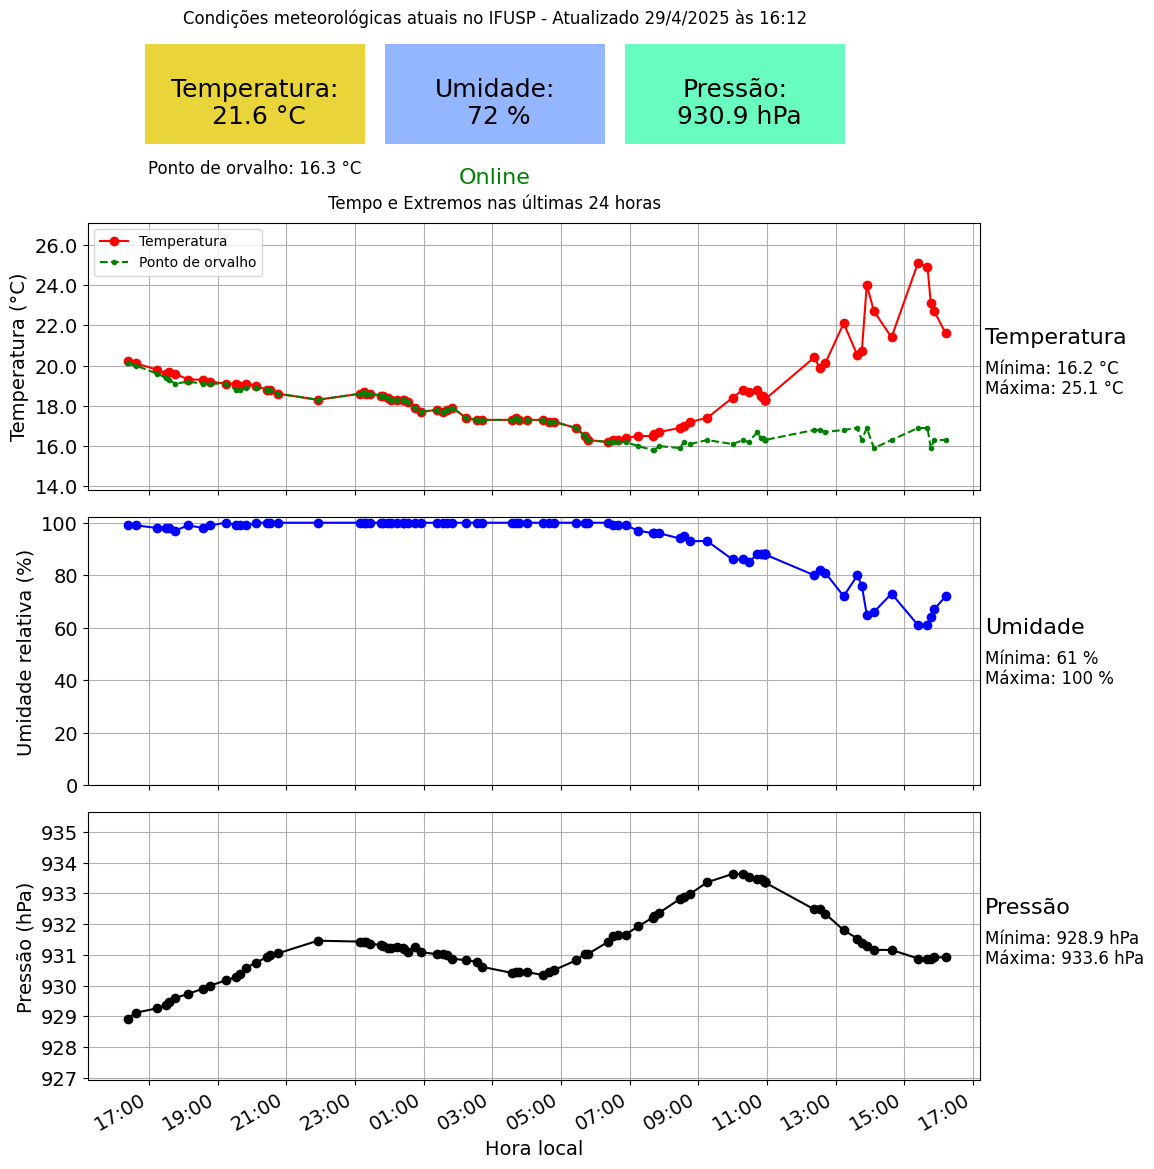 Condições meteorológicas atuais no IFUSP - Atualizado 29/4/2025 às 16:12
Temperatura:
21.6 °C
Umidade:
72 %
Pressão:
930.9 hPa
Ponto de orvalho: 16.3 °C
Online
Tempo e Extremos nas últimas 24 horas
Temperatura (°C)
26.0
24.0
22.0
20.0
18.0
16.0
14.0
Temperatura
Ponto de orvalho
Temperatura
Mínima: 16.2 °C
Máxima: 25.1 °C
Umidade relativa (%)
100
80
60
40
20
0
Umidade
Mínima: 61 %
Máxima: 100 %
Pressão (hPa)
935
934
933
932
931
930
929
928
927
Pressão
Mínima: 928.9 hPa
Máxima: 933.6 hPa
17:00 19:00 21:00 23:00 01:00 03:00 05:00 07:00 09:00 11:00 13:00 15:00 17:00
Hora local